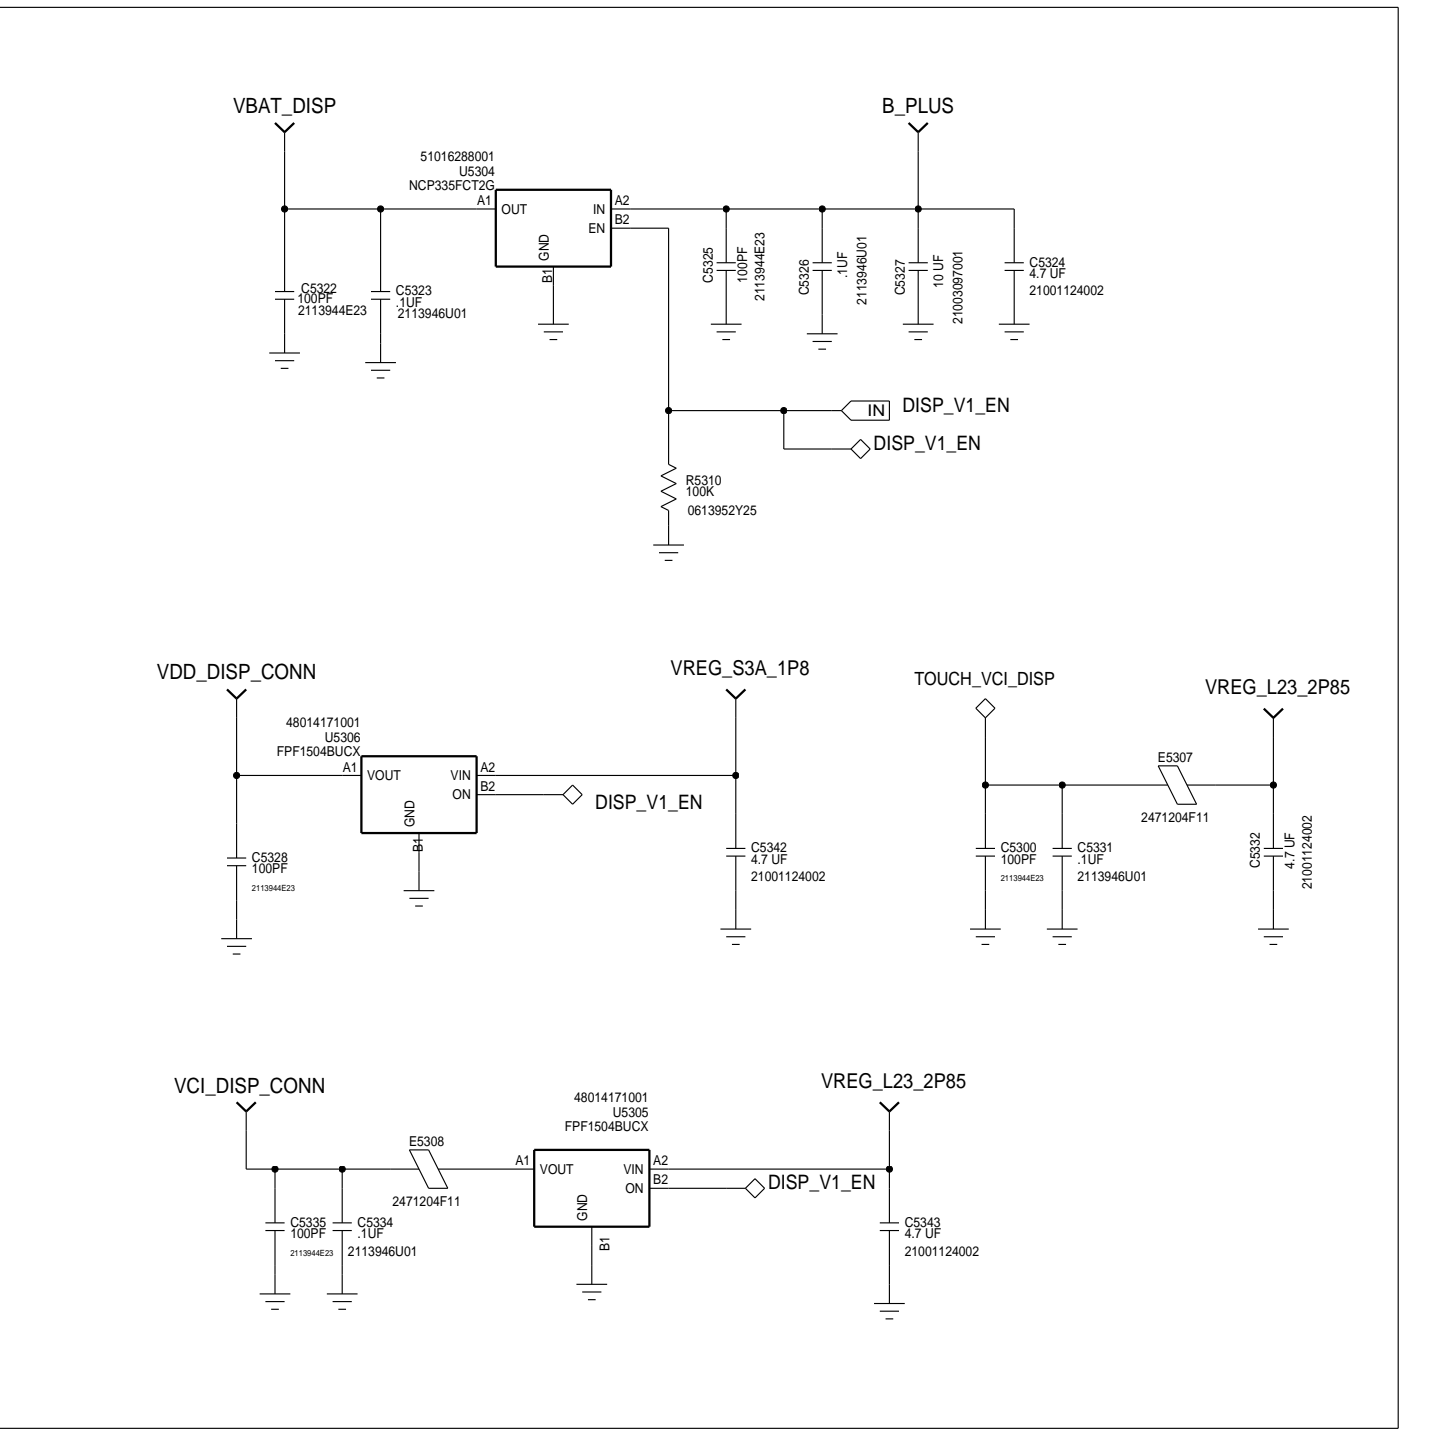 VBAT_DISP
B_PLUS
51016288001
U5304
NCP335FCT2G
A1
OUT
IN
A2
EN
B2
GND
B1
C5322
100PF
2113944E23
C5323
.1UF
2113946U01
C5325
100PF
2113944E23
C5326
.1UF
2113946U01
C5327
10 UF
21003097001
C5324
4.7 UF
21001124002
IN
DISP_V1_EN
DISP_V1_EN
R5310
100K
0613952Y25
VDD_DISP_CONN
VREG_S3A_1P8
48014171001
U5306
FPF1504BUCX
A1
VOUT
VIN
A2
ON
B2
GND
B1
DISP_V1_EN
C5328
100PF
2113944E23
C5342
4.7 UF
21001124002
TOUCH_VCI_DISP
VREG_L23_2P85
E5307
2471204F11
C5300
100PF
2113944E23
C5331
.1UF
2113946U01
C5332
4.7 UF
21001124002
VCI_DISP_CONN
VREG_L23_2P85
48014171001
U5305
FPF1504BUCX
E5308
2471204F11
A1
VOUT
VIN
A2
ON
B2
GND
B1
DISP_V1_EN
C5335
100PF
2113944E23
C5334
.1UF
2113946U01
C5343
4.7 UF
21001124002